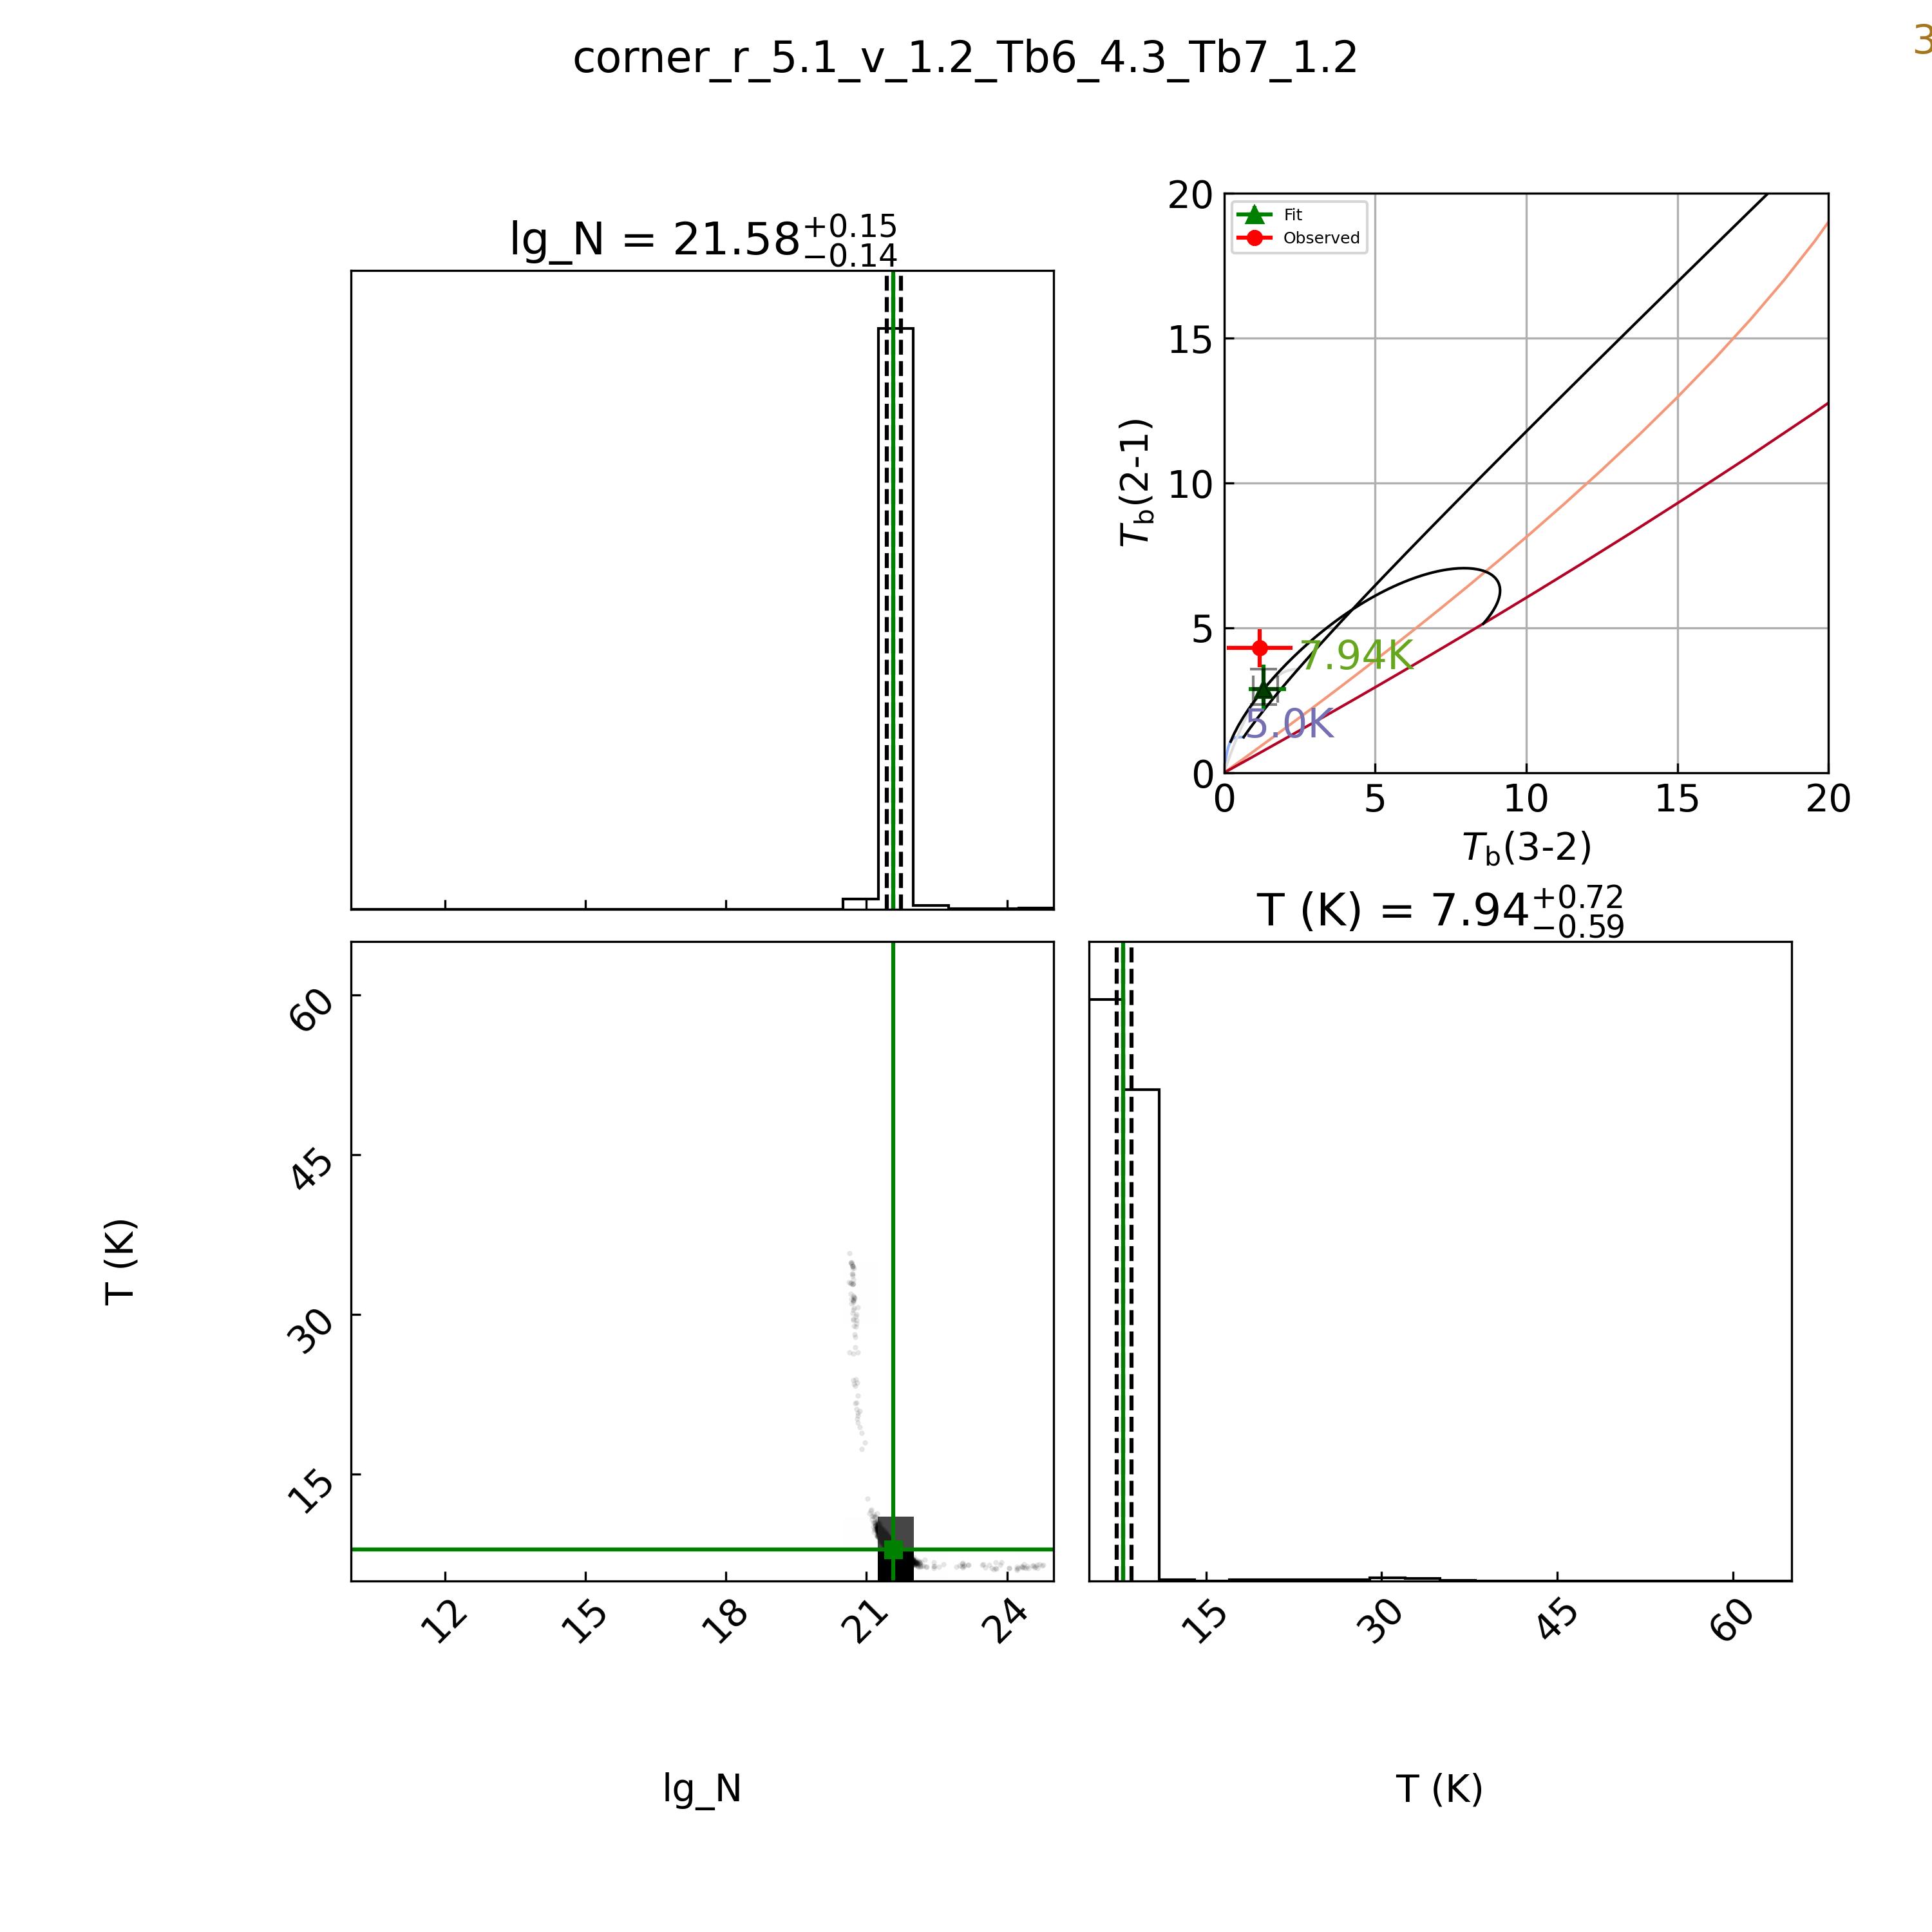 3
corner_r_5.1_v_1.2_Tb6_4.3_Tb7_1.2
lg_N = 21.58+0.15−0.14
20
15
10
5
0
Tb(2-1)
Fit
Observed
7.94K
5.0K
0 5 10 15 20
Tb(3-2)
T (K) = 7.94+0.72−0.59
60
45
30
15
T (K)
12 15 18 21 24
15 30 45 60
lg_N
T (K)